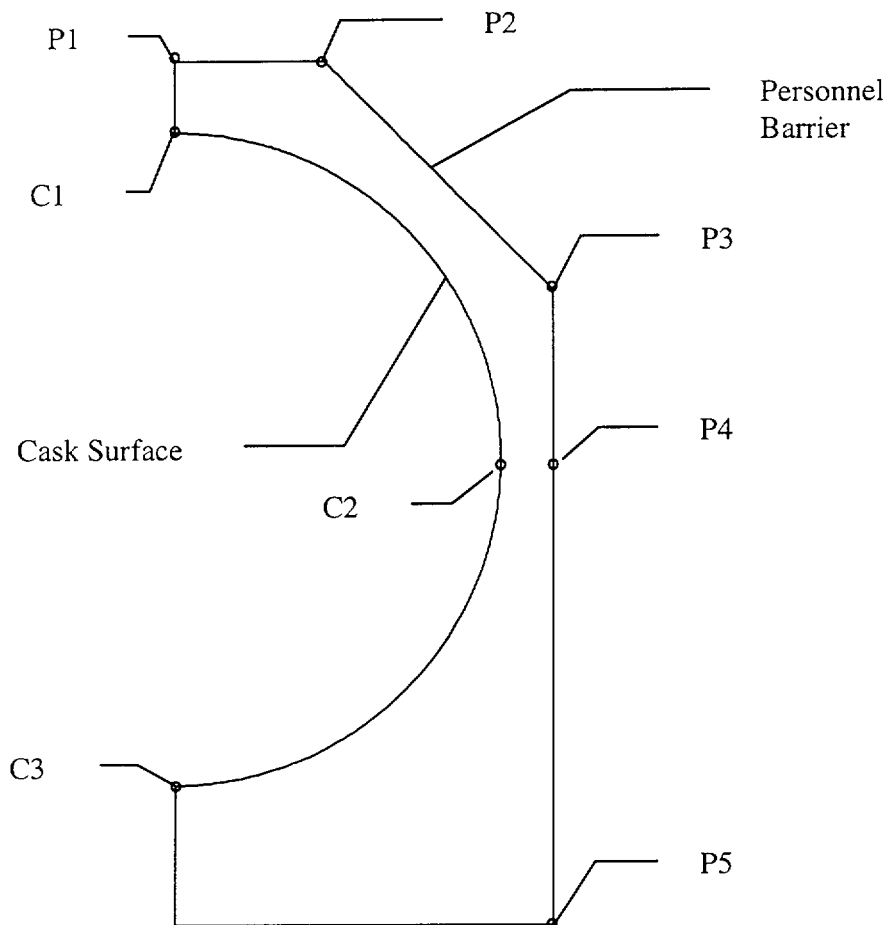 P1
P2
Personnel
Barrier
C1
P3
Cask Surface
P4
C2
C3
P5